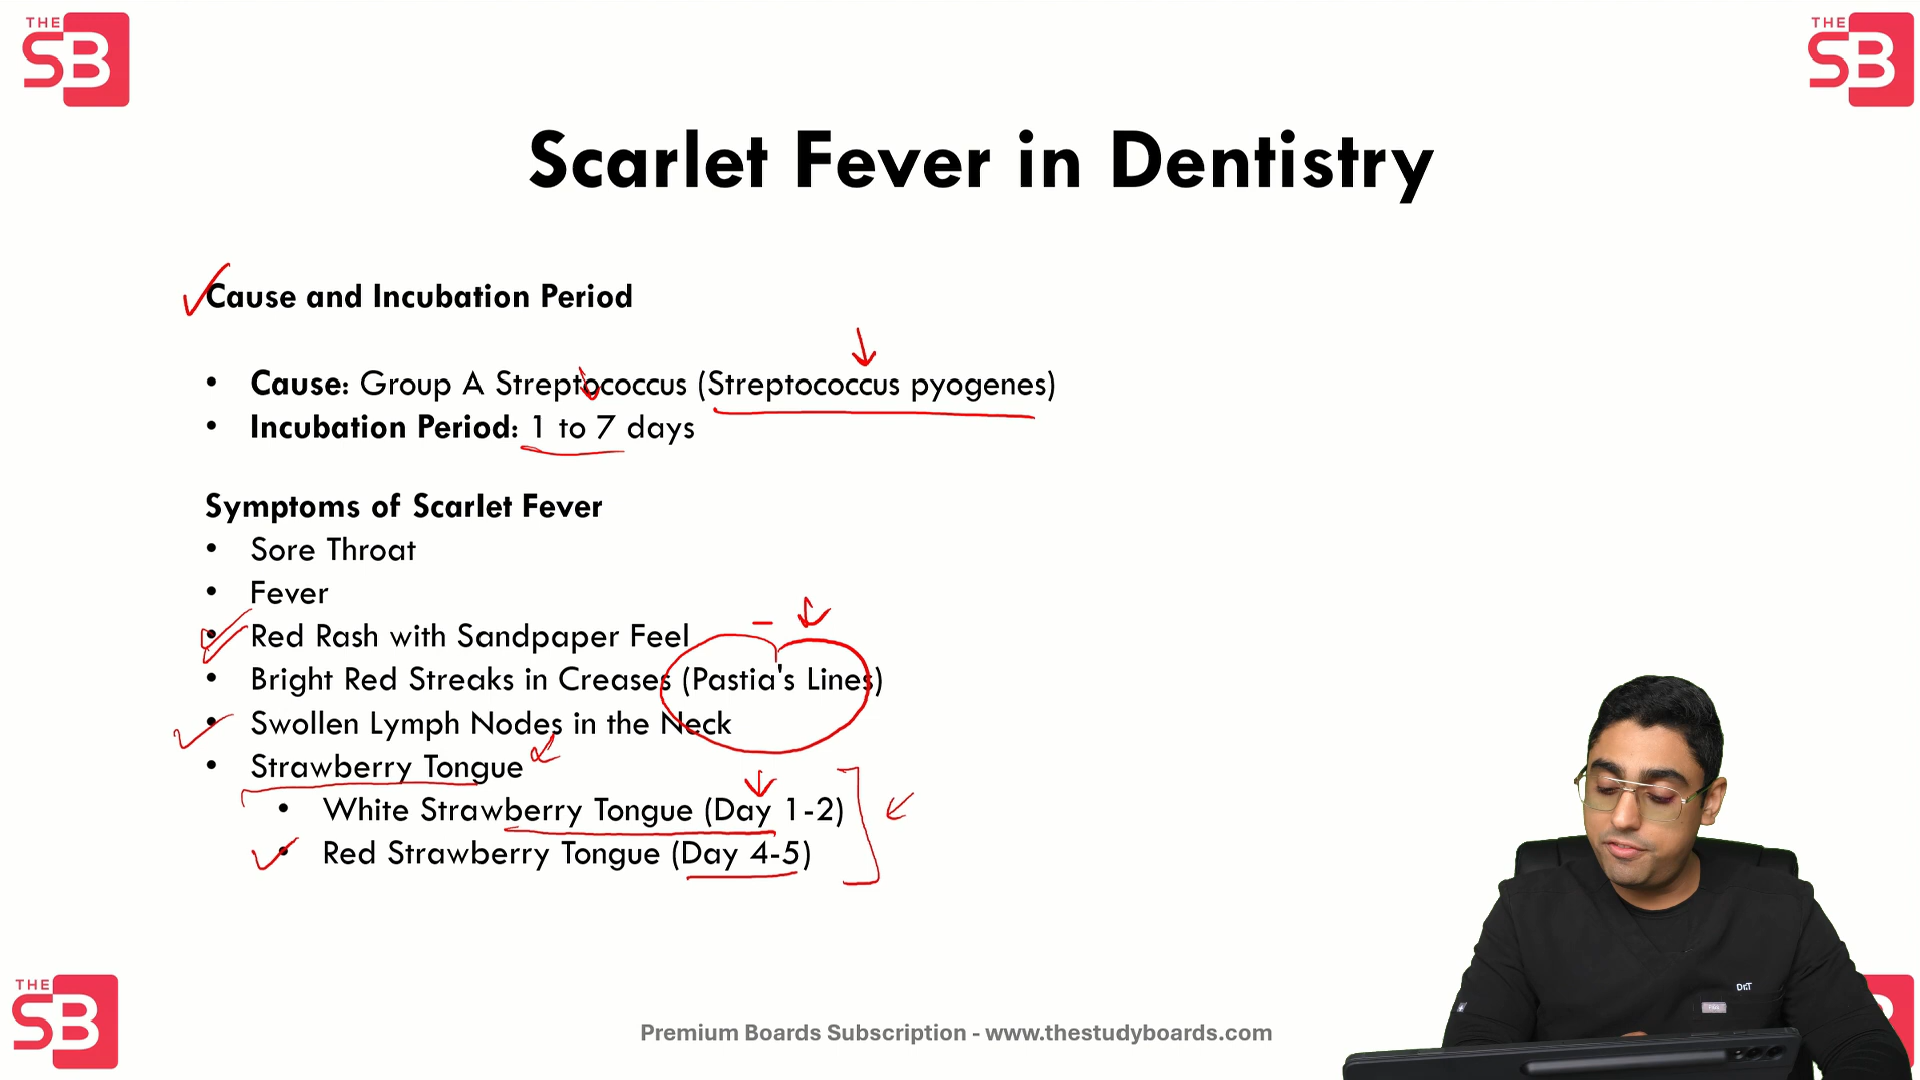 THE
SB
THE
SB
Scarlet Fever in Dentistry
Cause and Incubation Period
• Cause: Group A Streptococcus (Streptococcus pyogenes)
• Incubation Period: 1 to 7 days
Symptoms of Scarlet Fever
• Sore Throat
• Fever
• Red Rash with Sandpaper Feel
• Bright Red Streaks in Creases (Pastia's Lines)
• Swollen Lymph Nodes in the Neck
• Strawberry Tongue
• White Strawberry Tongue (Day 1-2)
• Red Strawberry Tongue (Day 4-5)
THE
SB
Dr.T
Premium Boards Subscription - www.thestudyboards.com